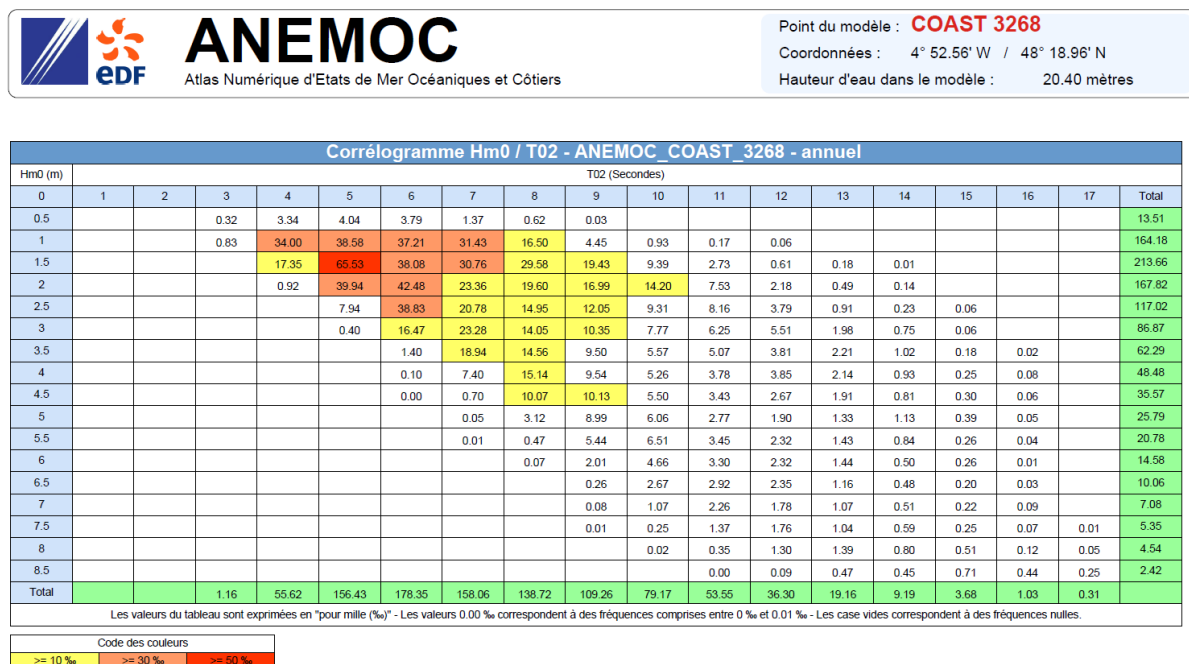 eDF
ANEMOC
Atlas Numérique d'Etats de Mer Océaniques et Côtiers
Point du modèle : COAST 3268
Coordonnées : 4° 52.56' W / 48° 18.96' N
Hauteur d'eau dans le modèle : 20.40 mètres
Corrélogramme Hm0 / T02 - ANEMOC_COAST_3268 - annuel
Hm0 (m) T02 (Secondes)
0 1 2 3 4 5 6 7 8 9 10 11 12 13 14 15 16 17 Total
0.5 0.32 3.34 4.04 3.79 1.37 0.62 0.03 13.51
1 0.83 34.00 38.58 37.21 31.43 16.50 4.45 0.93 0.17 0.06 164.18
1.5 17.35 65.53 38.08 30.76 29.58 19.43 9.39 2.73 0.61 0.18 0.01 213.66
2 0.92 39.94 42.48 23.36 19.60 16.99 14.20 7.53 2.18 0.49 0.14 167.82
2.5 7.94 38.83 20.78 14.95 12.05 9.31 8.16 3.79 0.91 0.23 0.06 117.02
3 0.40 16.47 23.28 14.05 10.35 7.77 6.25 5.51 1.98 0.75 0.06 86.87
3.5 1.40 18.94 14.56 9.50 5.57 5.07 3.81 2.21 1.02 0.18 0.02 62.29
4 0.10 7.40 15.14 9.54 5.26 3.78 3.85 2.14 0.93 0.25 0.08 48.48
4.5 0.00 0.70 10.07 10.13 5.50 3.43 2.67 1.91 0.81 0.30 0.06 35.57
5 0.05 3.12 8.99 6.06 2.77 1.90 1.33 1.13 0.39 0.05 25.79
5.5 0.01 0.47 5.44 6.51 3.45 2.32 1.43 0.84 0.26 0.04 20.78
6 0.07 2.01 4.66 3.30 2.32 1.44 0.50 0.26 0.01 14.58
6.5 0.26 2.67 2.92 2.35 1.16 0.48 0.20 0.03 10.06
7 0.08 1.07 2.26 1.78 1.07 0.51 0.22 0.09 7.08
7.5 0.01 0.25 1.37 1.76 1.04 0.59 0.25 0.07 0.01 5.35
8 0.02 0.35 1.30 1.39 0.80 0.51 0.12 0.05 4.54
8.5 0.00 0.09 0.47 0.45 0.71 0.44 0.25 2.42
Total 1.16 55.62 156.43 178.35 158.06 138.72 109.26 79.17 53.55 36.30 19.16 9.19 3.68 1.03 0.31
Les valeurs du tableau sont exprimées en "pour mille (‰)" - Les valeurs 0.00 ‰ correspondent à des fréquences comprises entre 0 ‰ et 0.01 ‰ - Les case vides correspondent à des fréquences nulles.
Code des couleurs
>= 10 ‰ >= 30 ‰ >= 50 ‰